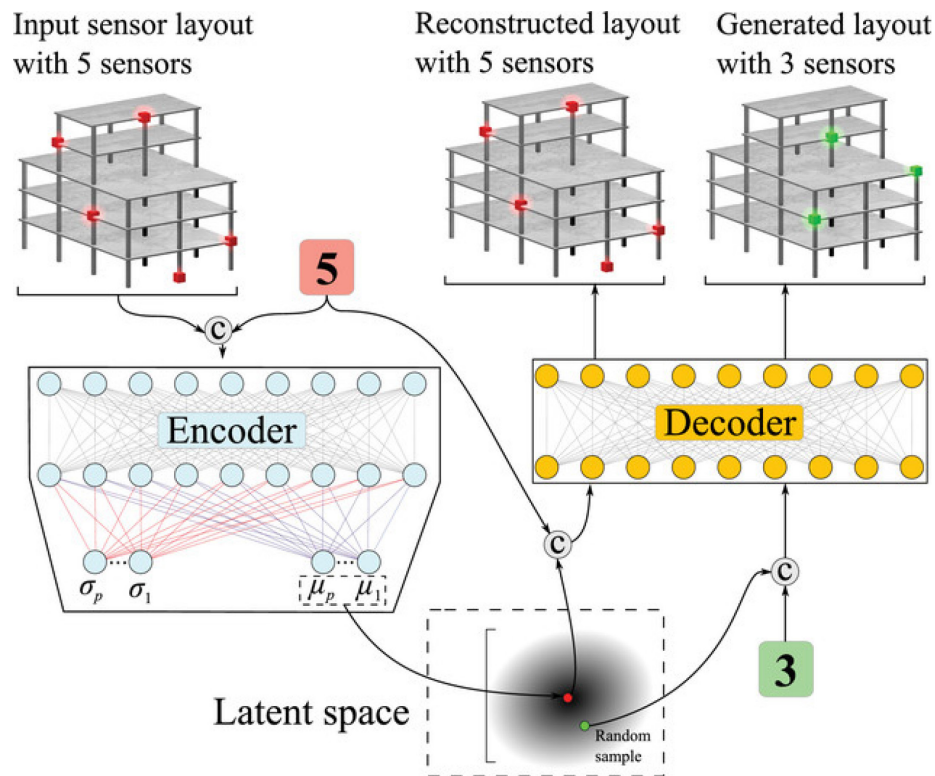 Input sensor layout
with 5 sensors
Reconstructed layout
with 5 sensors
Generated layout
with 3 sensors
5
c
Encoder
Decoder
σₚ ... σ₁
μₚ ... μ₁
c
c
3
Latent space
Random
sample